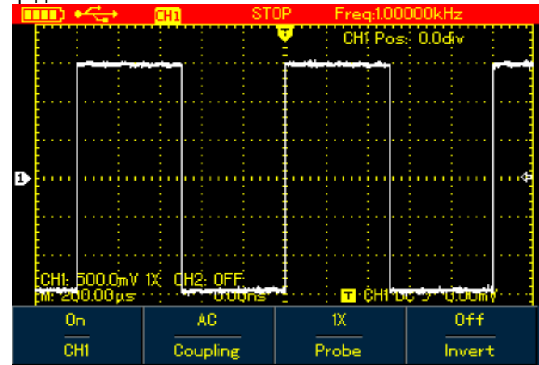 CH1 STOP Freq:1.00000kHz
T
CH1 Pos: 0.0div
1
CH1: 500.0mV 1X CH2: OFF
M: 200.00μs 0.00ns T CH1 DC 0.00mV
On AC 1X Off
CH1 Coupling Probe Invert